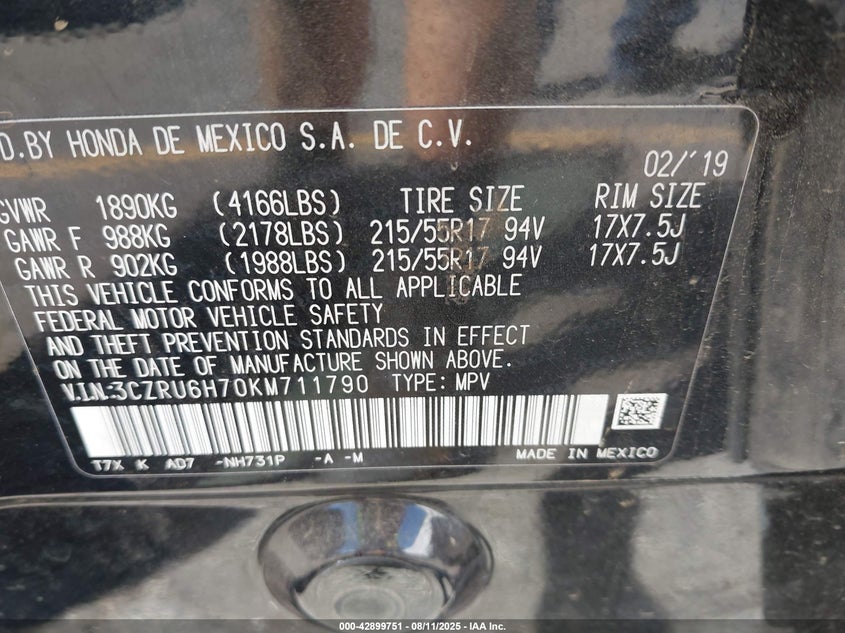 D.BY HONDA DE MEXICO S.A. DE C.V.
02/'19
GVWR 1890KG (4166LBS) TIRE SIZE RIM SIZE
GAWR F 988KG (2178LBS) 215/55R17 94V 17X7.5J
GAWR R 902KG (1988LBS) 215/55R17 94V 17X7.5J
THIS VEHICLE CONFORMS TO ALL APPLICABLE
FEDERAL MOTOR VEHICLE SAFETY
AND THEFT PREVENTION STANDARDS IN EFFECT
ON THE DATE OF MANUFACTURE SHOWN ABOVE.
V.I.N:3CZRU6H70KM711790 TYPE: MPV
T7X K AD7 -NH731P -A -M MADE IN MEXICO
000-42899751 - 08/11/2025 - IAA Inc.